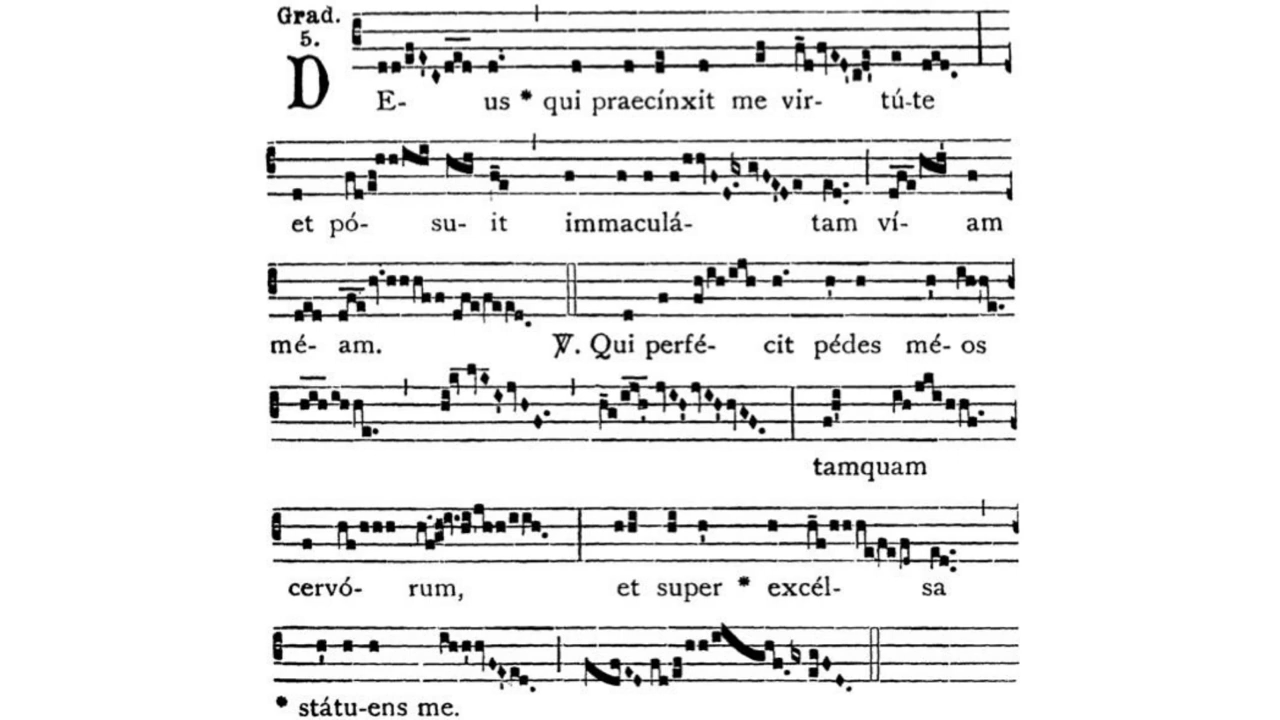 Grad.
5.
DE- us * qui praecínxit me vir- tú-te
et pó- su- it immaculá- tam ví- am
mé- am. ℣. Qui perfé- cit pédes mé- os
tamquam
cervó- rum, et super * excél- sa
* státu-ens me.